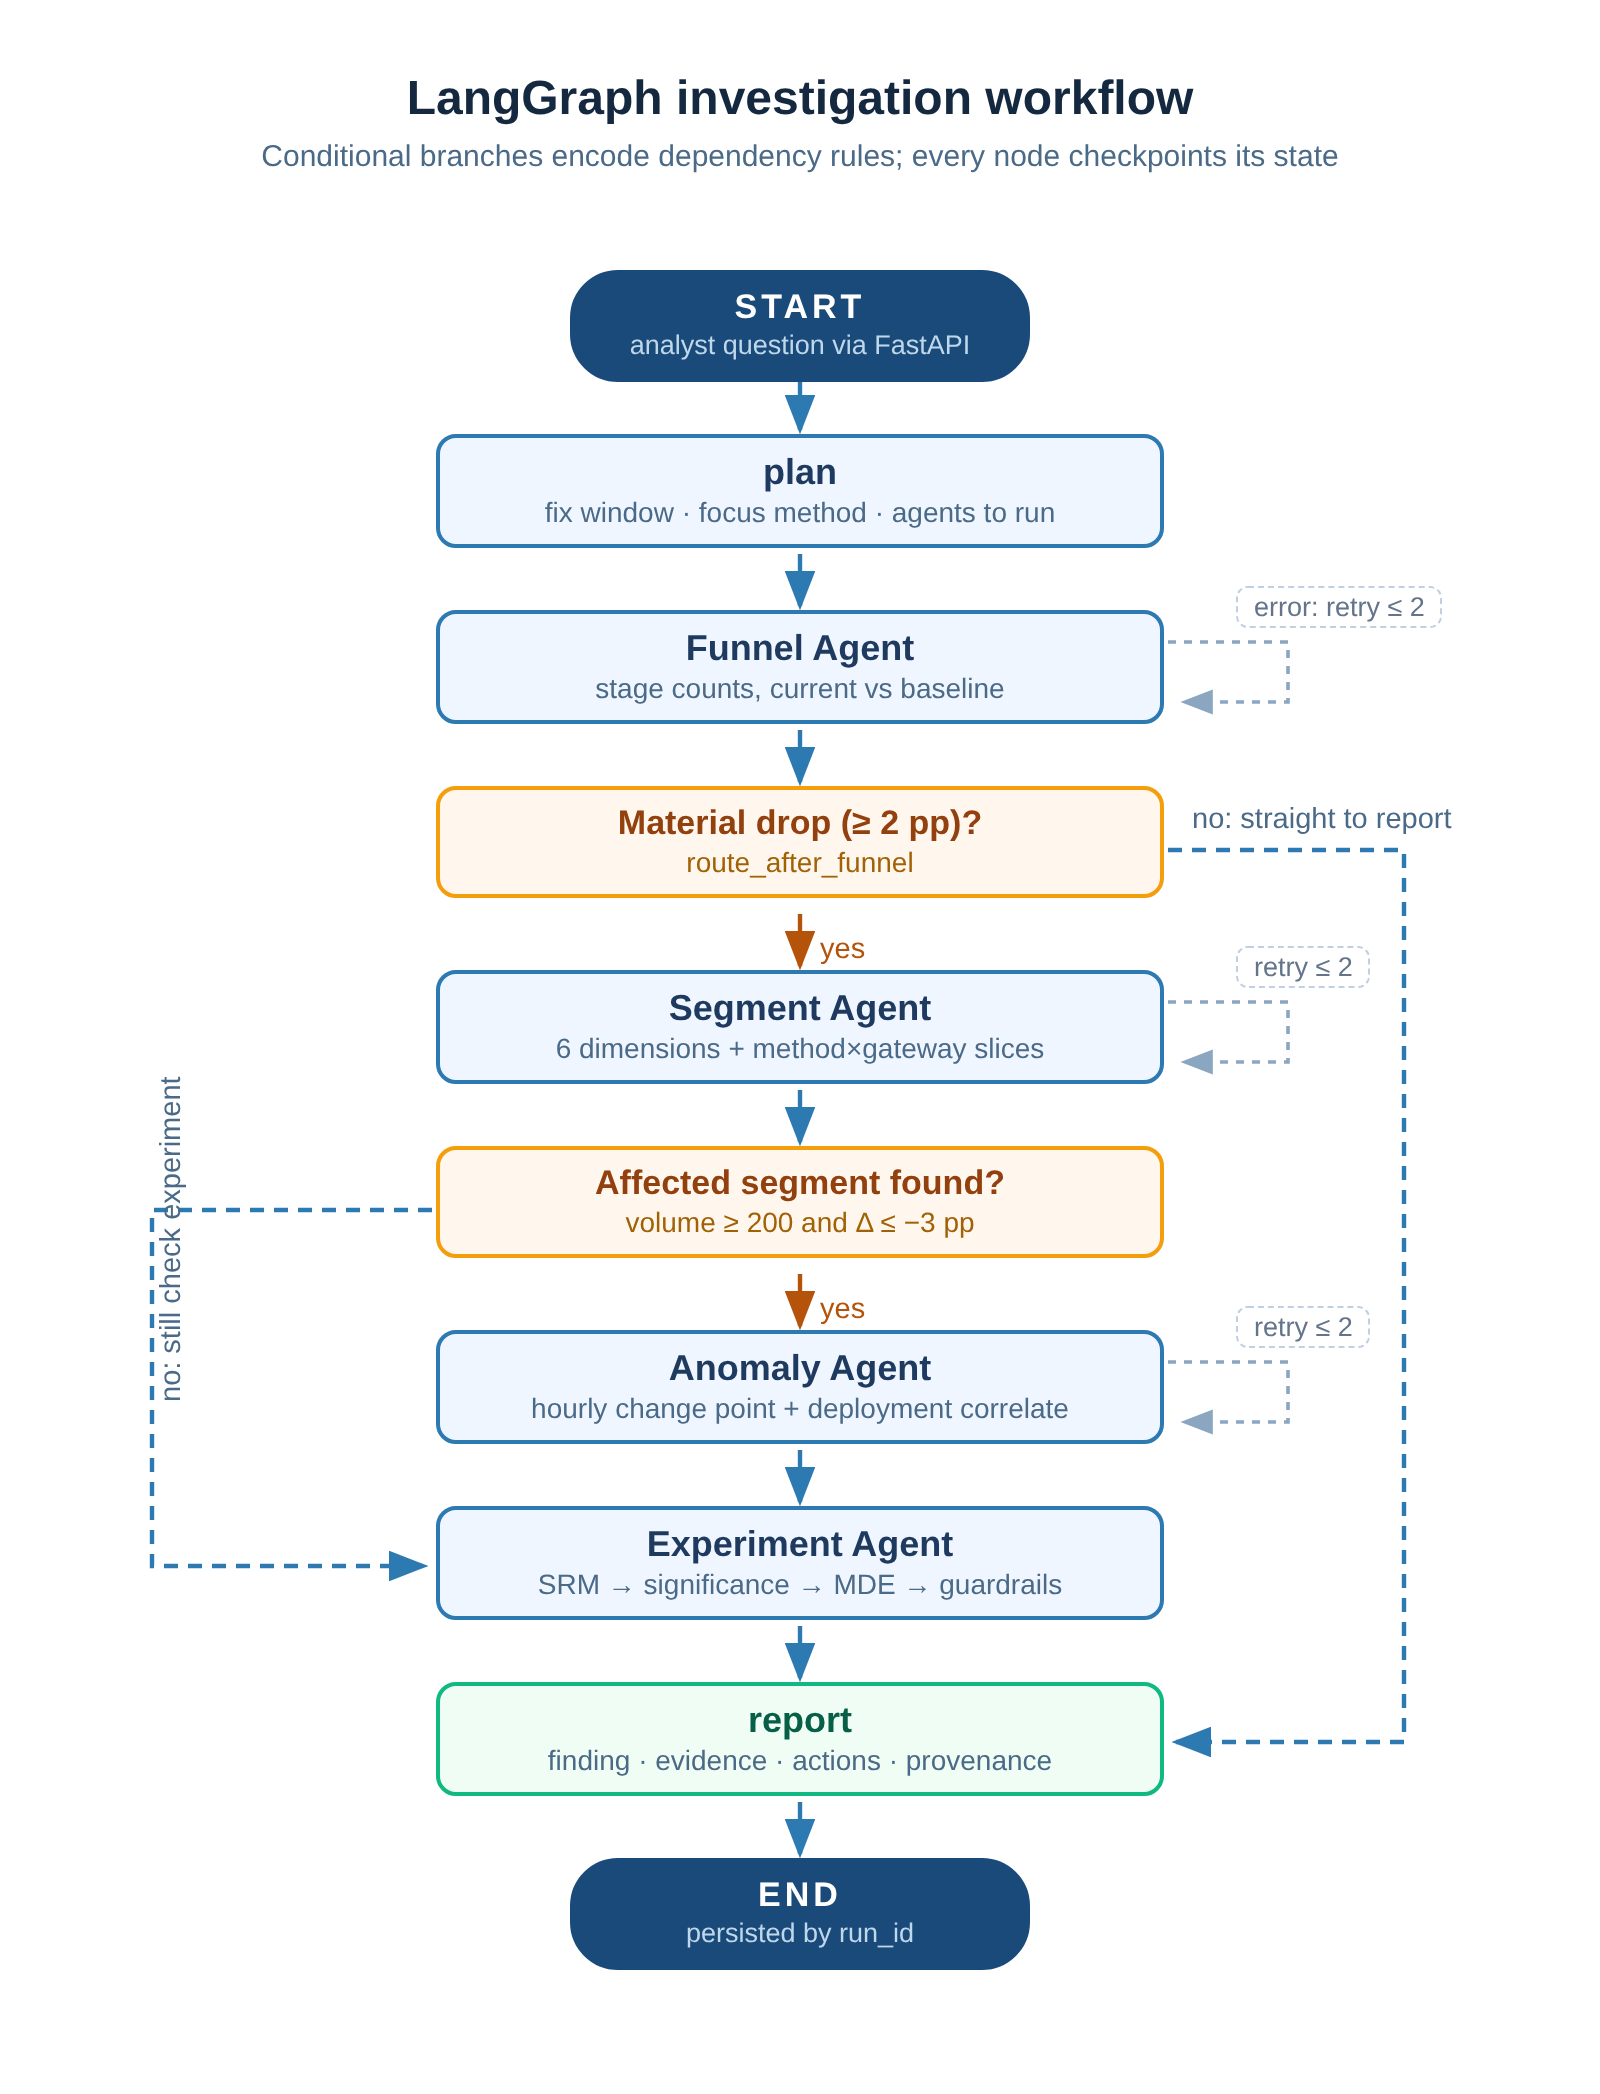 LangGraph investigation workflow
Conditional branches encode dependency rules; every node checkpoints its state
START
analyst question via FastAPI
plan
fix window · focus method · agents to run
error: retry ≤ 2
Funnel Agent
stage counts, current vs baseline
Material drop (≥ 2 pp)?
route_after_funnel
no: straight to report
yes
retry ≤ 2
Segment Agent
6 dimensions + method×gateway slices
no: still check experiment
Affected segment found?
volume ≥ 200 and Δ ≤ −3 pp
yes
retry ≤ 2
Anomaly Agent
hourly change point + deployment correlate
Experiment Agent
SRM → significance → MDE → guardrails
report
finding · evidence · actions · provenance
END
persisted by run_id